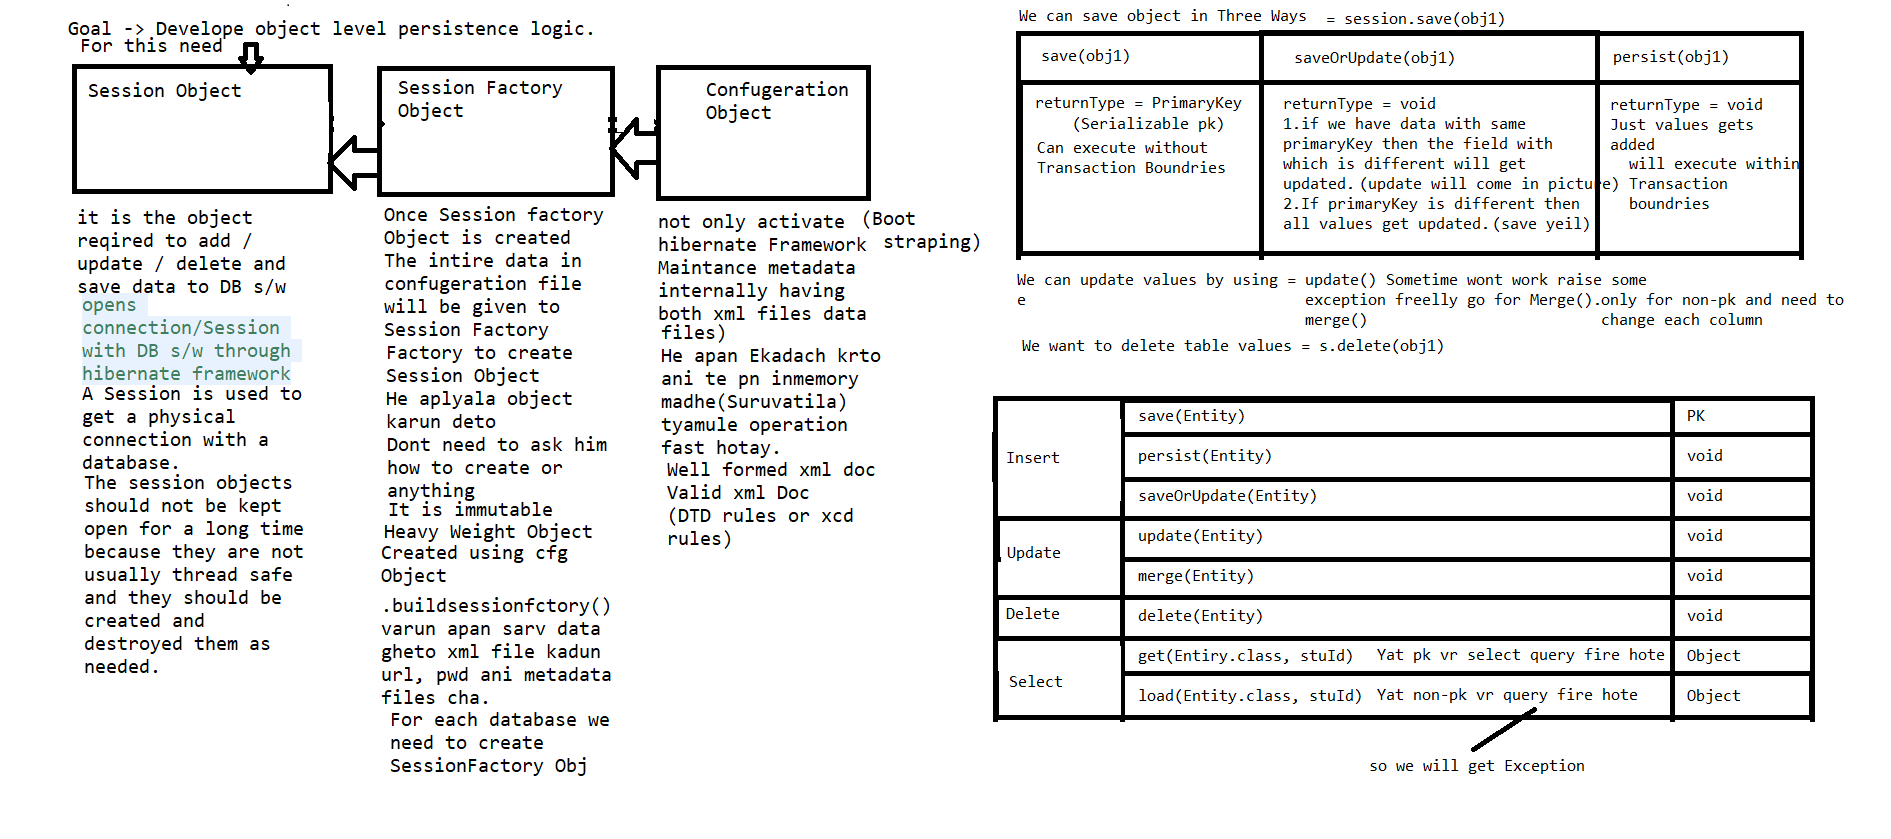 Goal -> Develope object level persistence logic.
For this need
Session Object
it is the object
reqired to add /
update / delete and
save data to DB s/w
opens
connection/Session
with DB s/w through
hibernate framework
A Session is used to
get a physical
connection with a
database.
The session objects
should not be kept
open for a long time
because they are not
usually thread safe
and they should be
created and
destroyed them as
needed.
Session Factory
Object
Once Session factory
Object is created
The intire data in
confugeration file
will be given to
Session Factory
Factory to create
Session Object
He aplyala object
karun deto
Dont need to ask him
how to create or
anything
It is immutable
Heavy Weight Object
Created using cfg
Object
.buildsessionfctory()
varun apan sarv data
gheto xml file kadun
url, pwd ani metadata
files cha.
For each database we
need to create
SessionFactory Obj
Confugeration
Object
not only activate (Boot
hibernate Framework straping)
Maintance metadata
internally having
both xml files data
files)
He apan Ekadach krto
ani te pn inmemory
madhe(Suruvatila)
tyamule operation
fast hotay.
Well formed xml doc
Valid xml Doc
(DTD rules or xcd
rules)
We can save object in Three Ways = session.save(obj1)
save(obj1)
returnType = PrimaryKey
(Serializable pk)
Can execute without
Transaction Boundries
saveOrUpdate(obj1)
returnType = void
1.if we have data with same
primaryKey then the field with
which is different will get
updated.(update will come in picture)
2.If primaryKey is different then
all values get updated.(save yeil)
persist(obj1)
returnType = void
Just values gets
added
will execute within
Transaction
boundries
We can update values by using = update() Sometime wont work raise some
e exception freelly go for Merge().only for non-pk and need to
merge() change each column
We want to delete table values = s.delete(obj1)
Insert
save(Entity) PK
persist(Entity) void
saveOrUpdate(Entity) void
Update
update(Entity) void
merge(Entity) void
Delete delete(Entity) void
Select
get(Entiry.class, stuId) Yat pk vr select query fire hote Object
load(Entity.class, stuId) Yat non-pk vr query fire hote Object
so we will get Exception